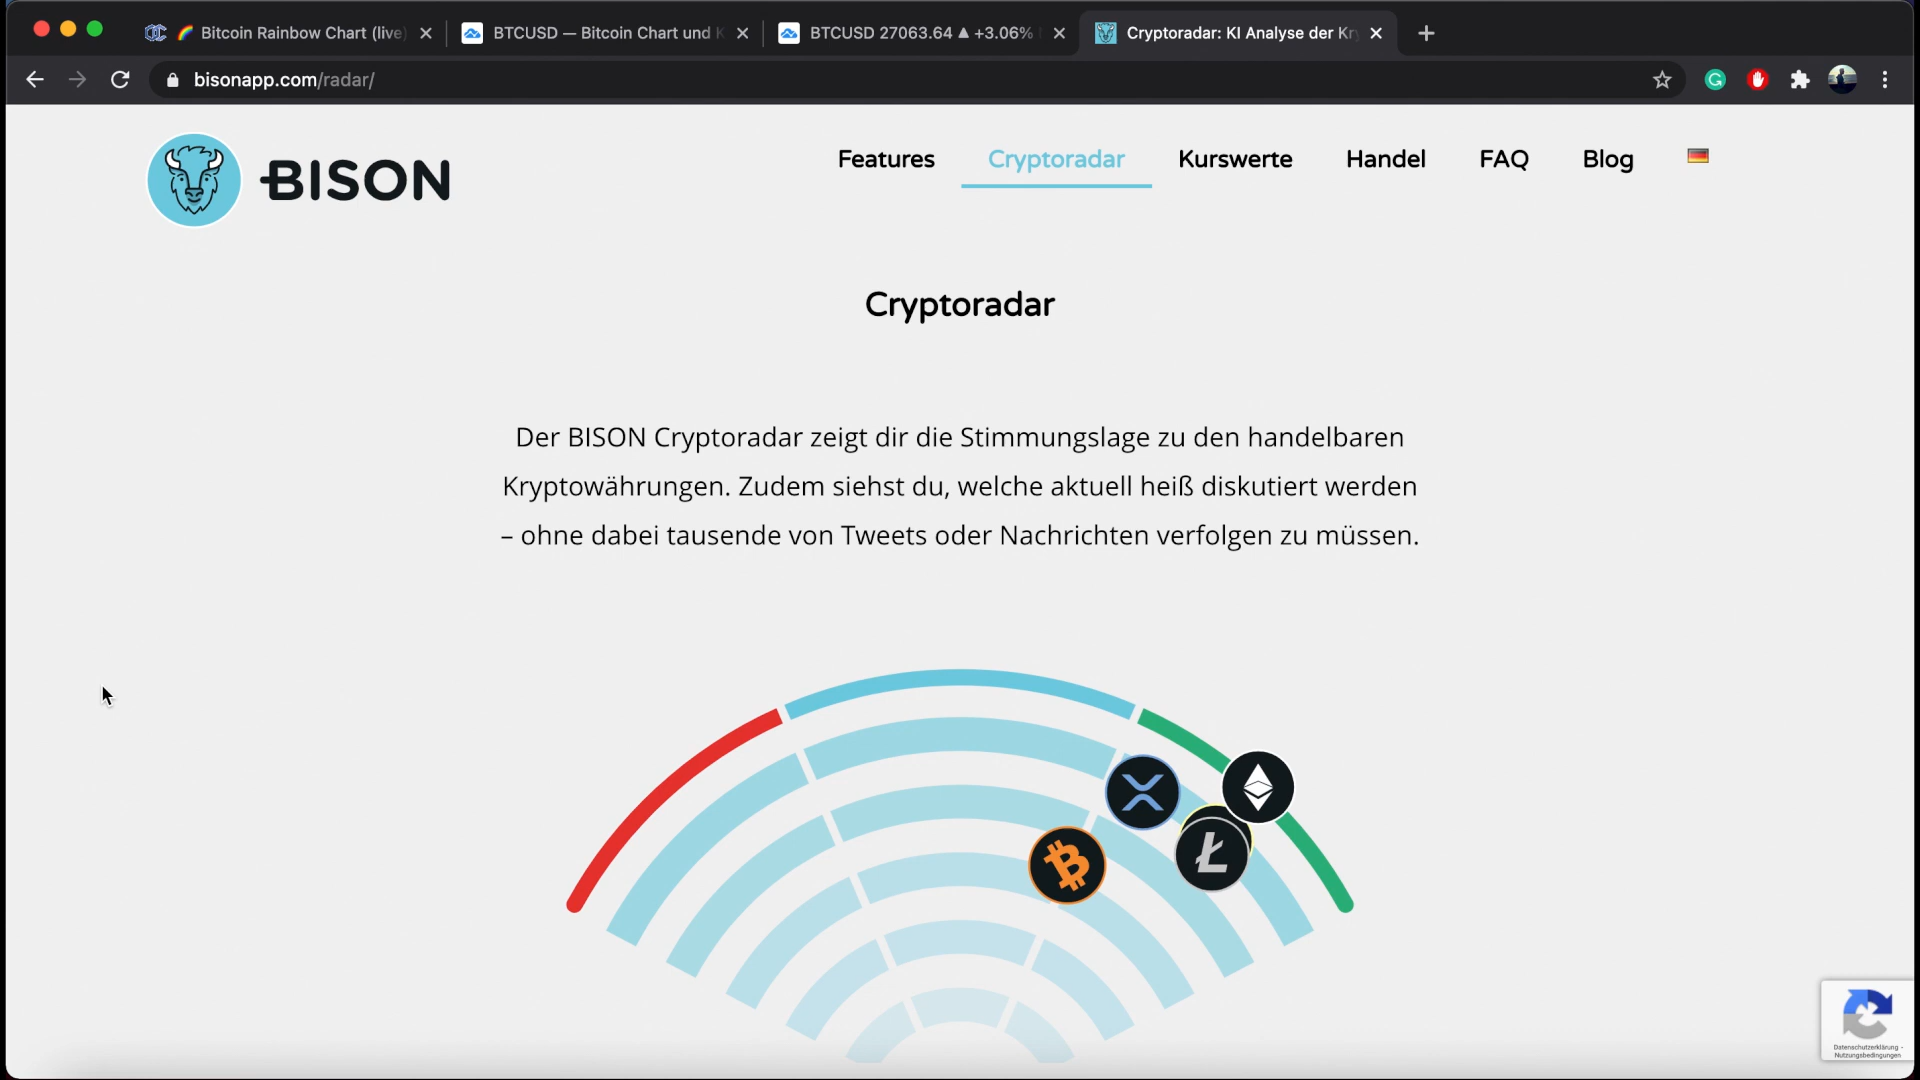 Bitcoin Rainbow Chart (live)
BTCUSD — Bitcoin Chart und K
BTCUSD 27063.64 ▲ +3.06%
Cryptoradar: KI Analyse der Kr
bisonapp.com/radar/
BISON
Features
Cryptoradar
Kurswerte
Handel
FAQ
Blog
Cryptoradar
Der BISON Cryptoradar zeigt dir die Stimmungslage zu den handelbaren
Kryptowährungen. Zudem siehst du, welche aktuell heiß diskutiert werden
– ohne dabei tausende von Tweets oder Nachrichten verfolgen zu müssen.
Datenschutzerklärung -
Nutzungsbedingungen